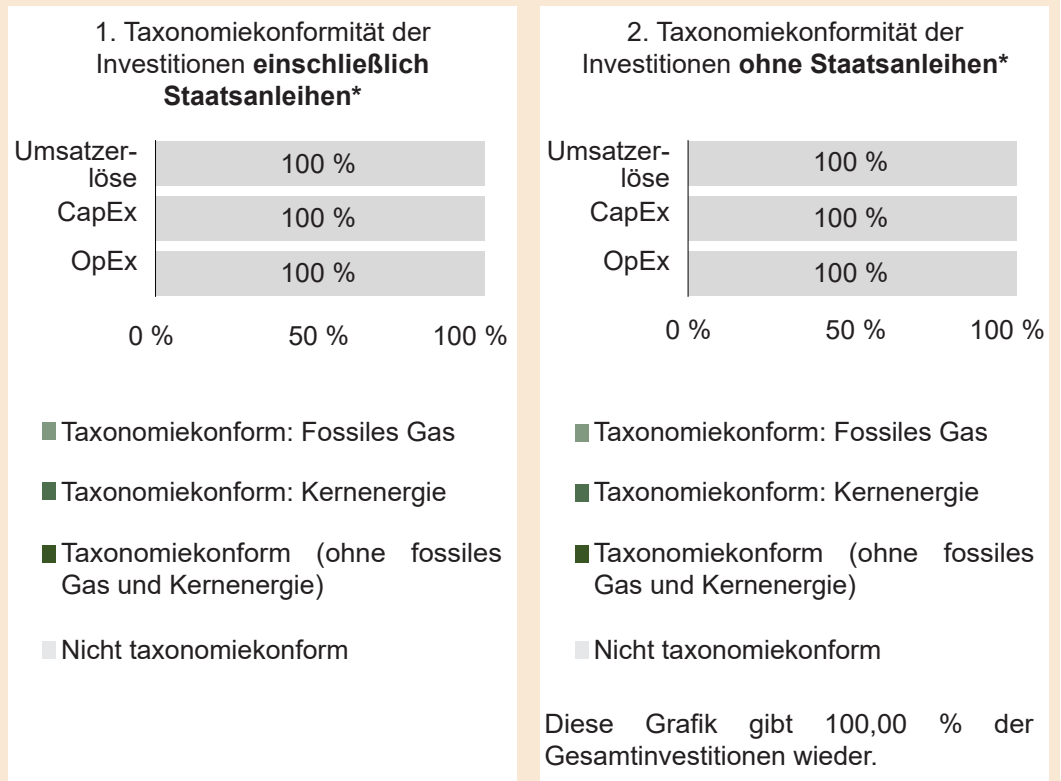 1. Taxonomiekonformität der
Investitionen einschließlich
Staatsanleihen*
Umsatzer-
löse
100 %
CapEx
100 %
OpEx
100 %
0 % 50 % 100 %
Taxonomiekonform: Fossiles Gas
Taxonomiekonform: Kernenergie
Taxonomiekonform (ohne fossiles
Gas und Kernenergie)
Nicht taxonomiekonform
2. Taxonomiekonformität der
Investitionen ohne Staatsanleihen*
Umsatzer-
löse
100 %
CapEx
100 %
OpEx
100 %
0 % 50 % 100 %
Taxonomiekonform: Fossiles Gas
Taxonomiekonform: Kernenergie
Taxonomiekonform (ohne fossiles
Gas und Kernenergie)
Nicht taxonomiekonform
Diese Grafik gibt 100,00 % der
Gesamtinvestitionen wieder.